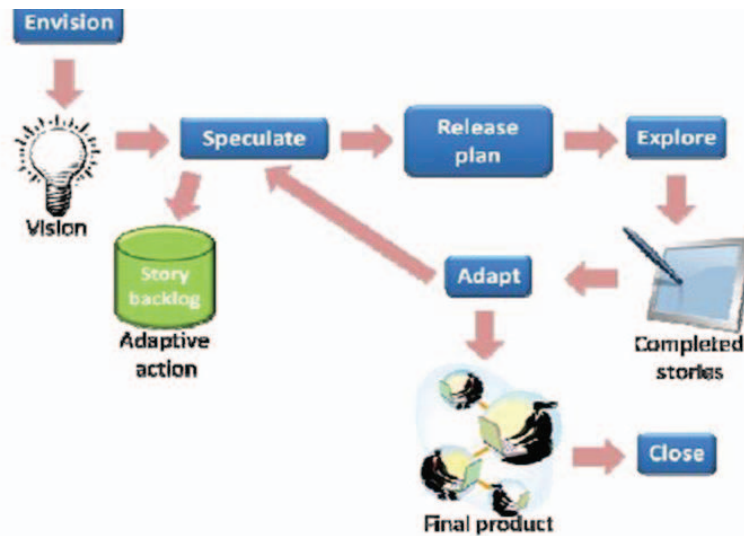 Envision
Vision
Speculate
Release
plan
Explore
Story
backlog
Adaptive
action
Adapt
Completed
stories
Final product
Close